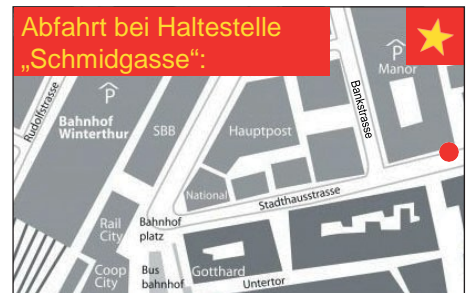 Abfahrt bei Haltestelle
„Schmidgasse“:
P
Manor
Rudolfstrasse
P
Bahnhof
Winterthur
SBB
Hauptpost
Bankstrasse
National
Stadthausstrasse
Rail
City
Bahnhof
platz
Coop
City
Bus
bahnhof
Gotthard
Untertor